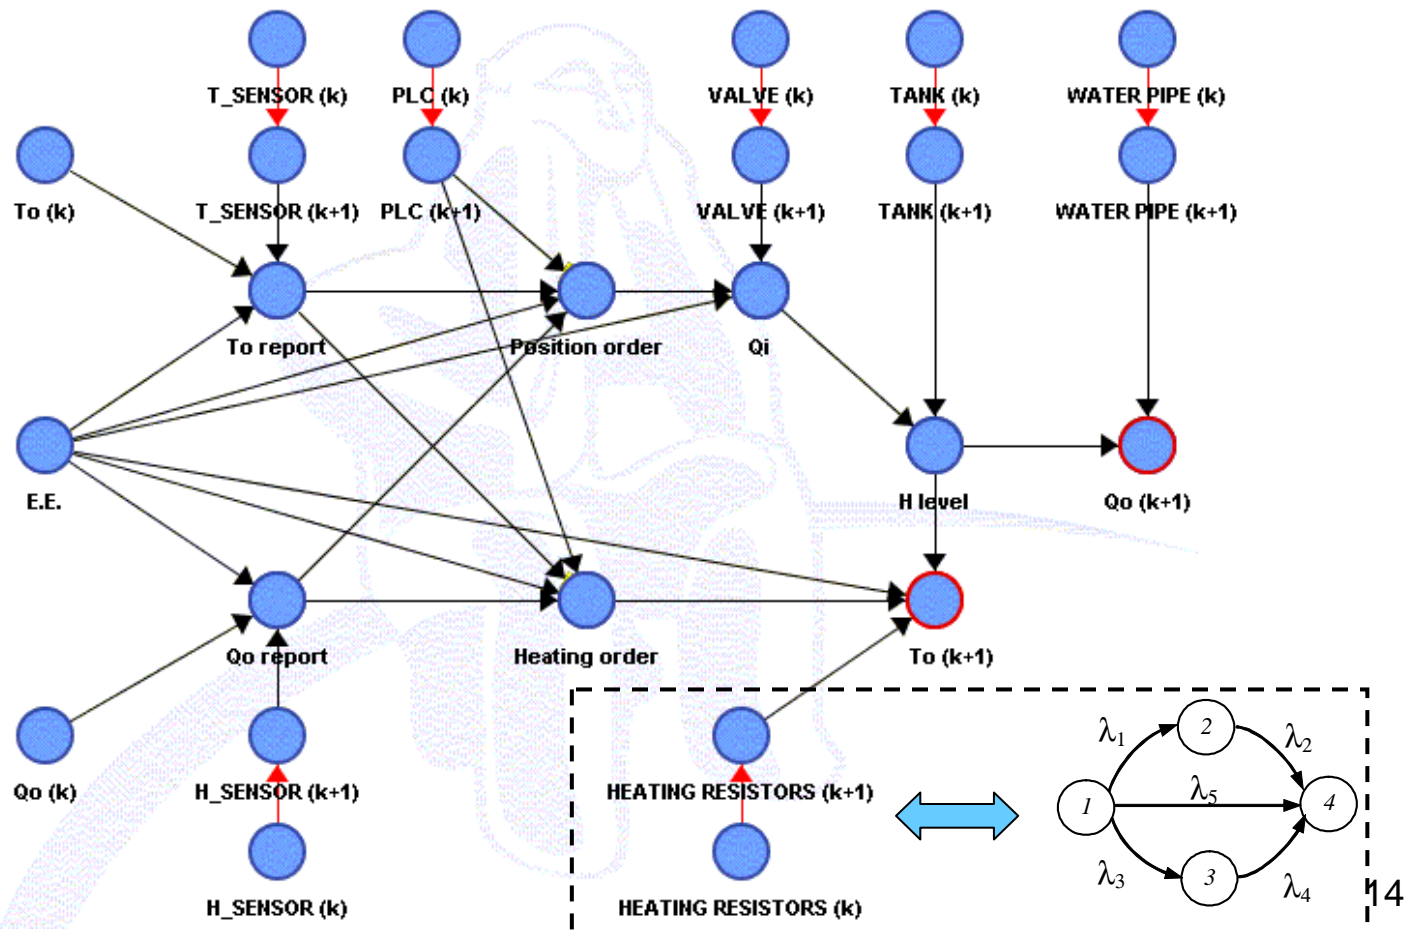 T_SENSOR (k) PLC (k) VALVE (k) TANK (k) WATER PIPE (k)
To (k) T_SENSOR (k+1) PLC (k+1) VALVE (k+1) TANK (k+1) WATER PIPE (k+1)
To report Position order Qi
E.E. H level Qo (k+1)
Qo report Heating order To (k+1)
λ1 2 λ2
Qo (k) H_SENSOR (k+1) HEATING RESISTORS (k+1) 1 λ5 4
λ3 3 λ4 14
H_SENSOR (k) HEATING RESISTORS (k)